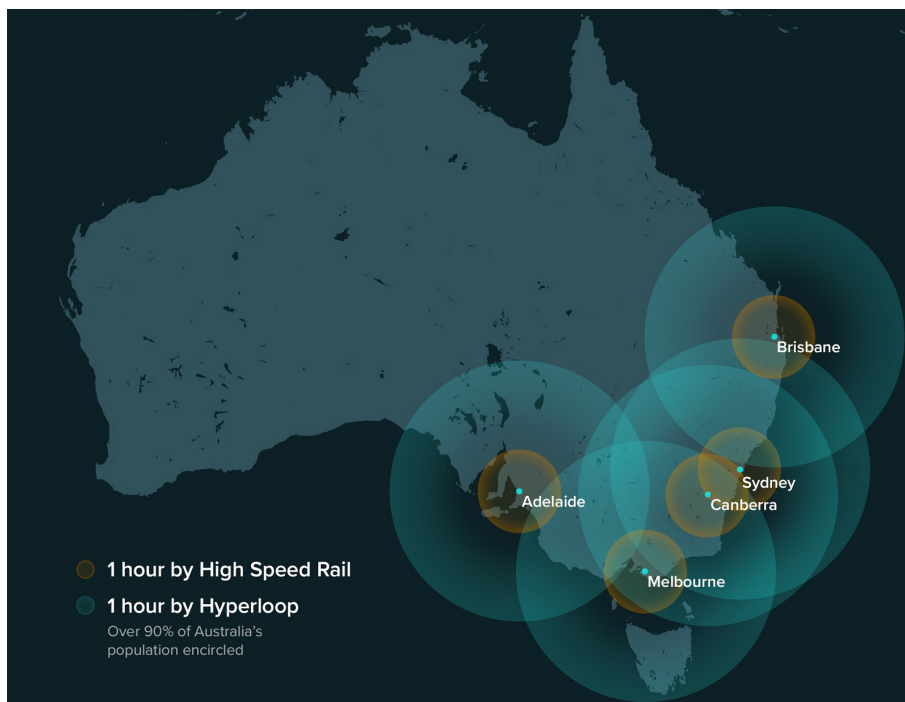 Brisbane
Sydney
Adelaide
Canberra
Melbourne
1 hour by High Speed Rail
1 hour by Hyperloop
Over 90% of Australia's
population encircled